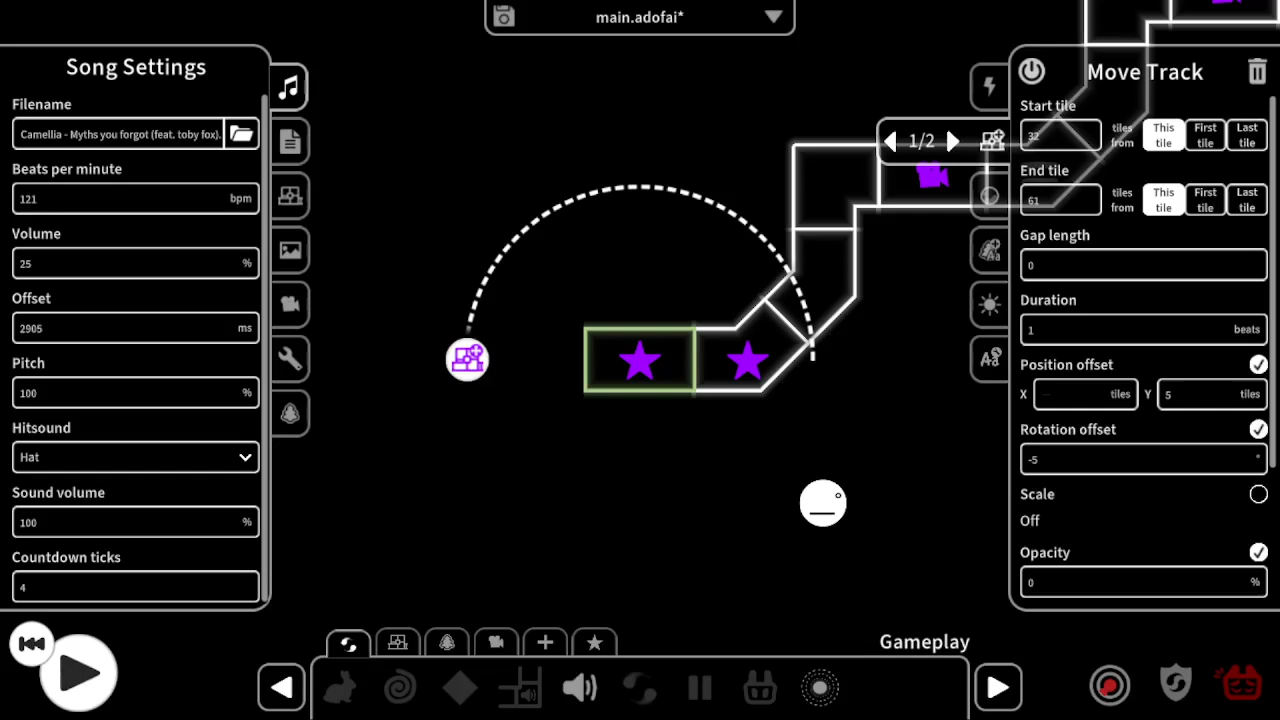 main.adofai*
Song Settings
Filename
Camellia - Myths you forgot (feat. toby fox).
Beats per minute
121 bpm
Volume
25 %
Offset
2905 ms
Pitch
100 %
Hitsound
Hat
Sound volume
100 %
Countdown ticks
4
1/2
Move Track
Start tile
32 tiles from This tile First tile Last tile
End tile
61 tiles from This tile First tile Last tile
Gap length
0
Duration
1 beats
Position offset
X tiles Y 5 tiles
Rotation offset
-5 °
Scale
Off
Opacity
0 %
Gameplay